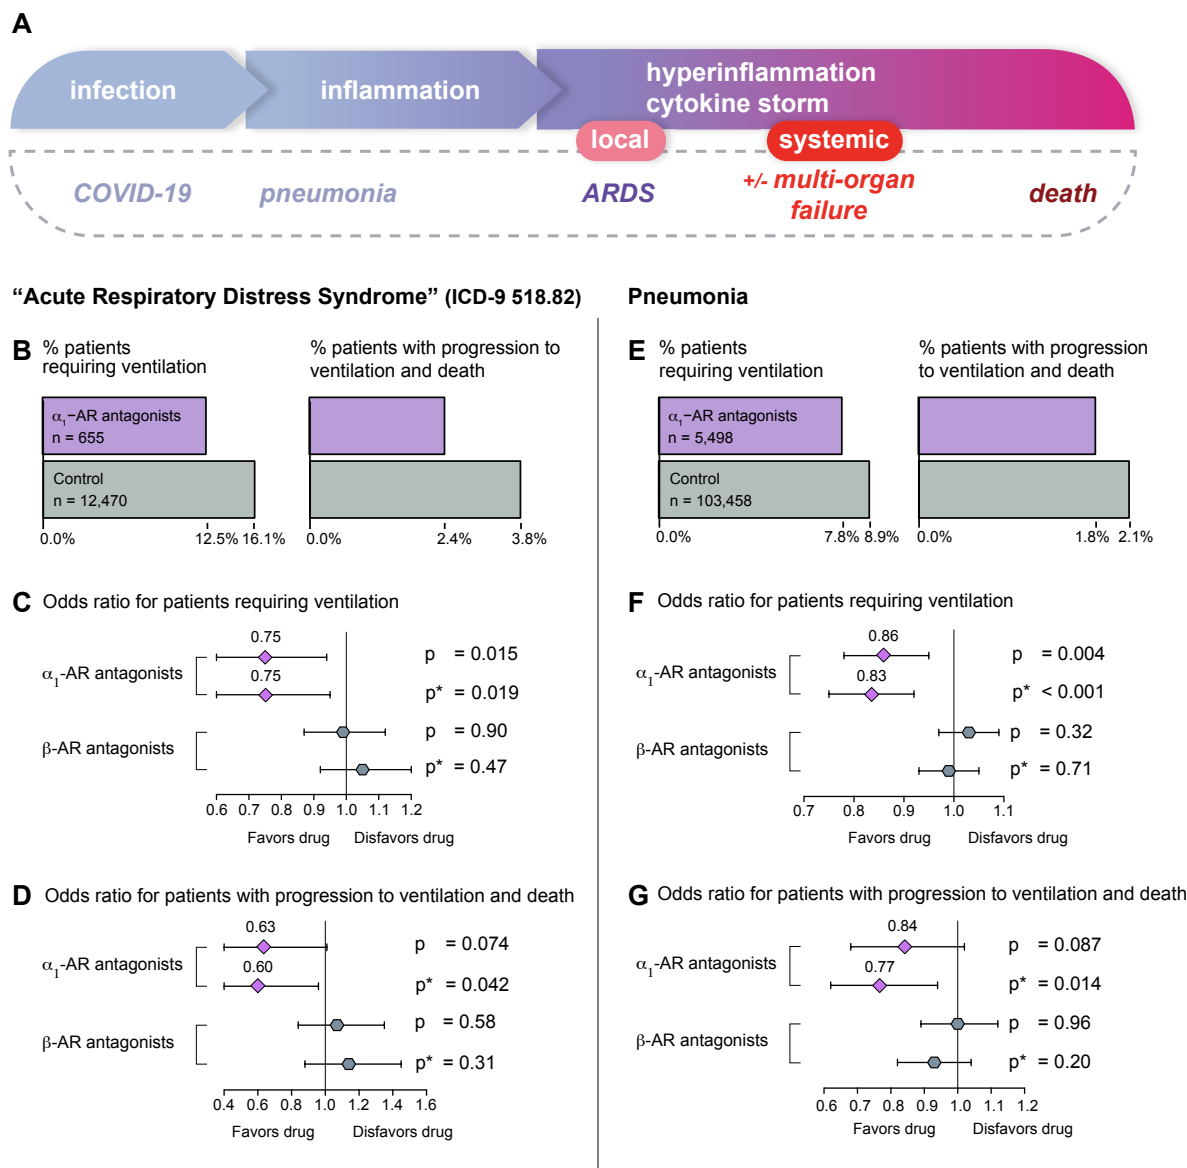 A
infection
inflammation
hyperinflammation
cytokine storm
local
systemic
COVID-19
pneumonia
ARDS
+/- multi-organ
failure
death
“Acute Respiratory Distress Syndrome” (ICD-9 518.82)
B
% patients
requiring ventilation
α₁−AR antagonists
n = 655
Control
n = 12,470
0.0%
12.5%
16.1%
% patients with progression to
ventilation and death
0.0%
2.4%
3.8%
C
Odds ratio for patients requiring ventilation
α₁-AR antagonists
0.75
p = 0.015
0.75
p* = 0.019
β-AR antagonists
p = 0.90
p* = 0.47
0.6 0.7 0.8 0.9 1.0 1.1 1.2
Favors drug
Disfavors drug
D
Odds ratio for patients with progression to ventilation and death
α₁-AR antagonists
0.63
p = 0.074
0.60
p* = 0.042
β-AR antagonists
p = 0.58
p* = 0.31
0.4 0.6 0.8 1.0 1.2 1.4 1.6
Favors drug
Disfavors drug
Pneumonia
E
% patients
requiring ventilation
α₁−AR antagonists
n = 5,498
Control
n = 103,458
0.0%
7.8%
8.9%
% patients with progression
to ventilation and death
0.0%
1.8%
2.1%
F
Odds ratio for patients requiring ventilation
α₁-AR antagonists
0.86
p = 0.004
0.83
p* < 0.001
β-AR antagonists
p = 0.32
p* = 0.71
0.7 0.8 0.9 1.0 1.1
Favors drug
Disfavors drug
G
Odds ratio for patients with progression to ventilation and death
α₁-AR antagonists
0.84
p = 0.087
0.77
p* = 0.014
β-AR antagonists
p = 0.96
p* = 0.20
0.6 0.7 0.8 0.9 1.0 1.1 1.2
Favors drug
Disfavors drug